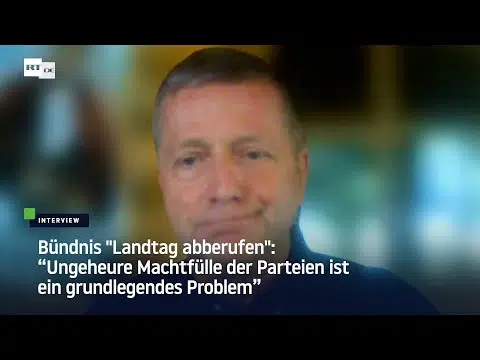 RT DE
INTERVIEW
Bündnis "Landtag abberufen":
“Ungeheure Machtfülle der Parteien ist
ein grundlegendes Problem”